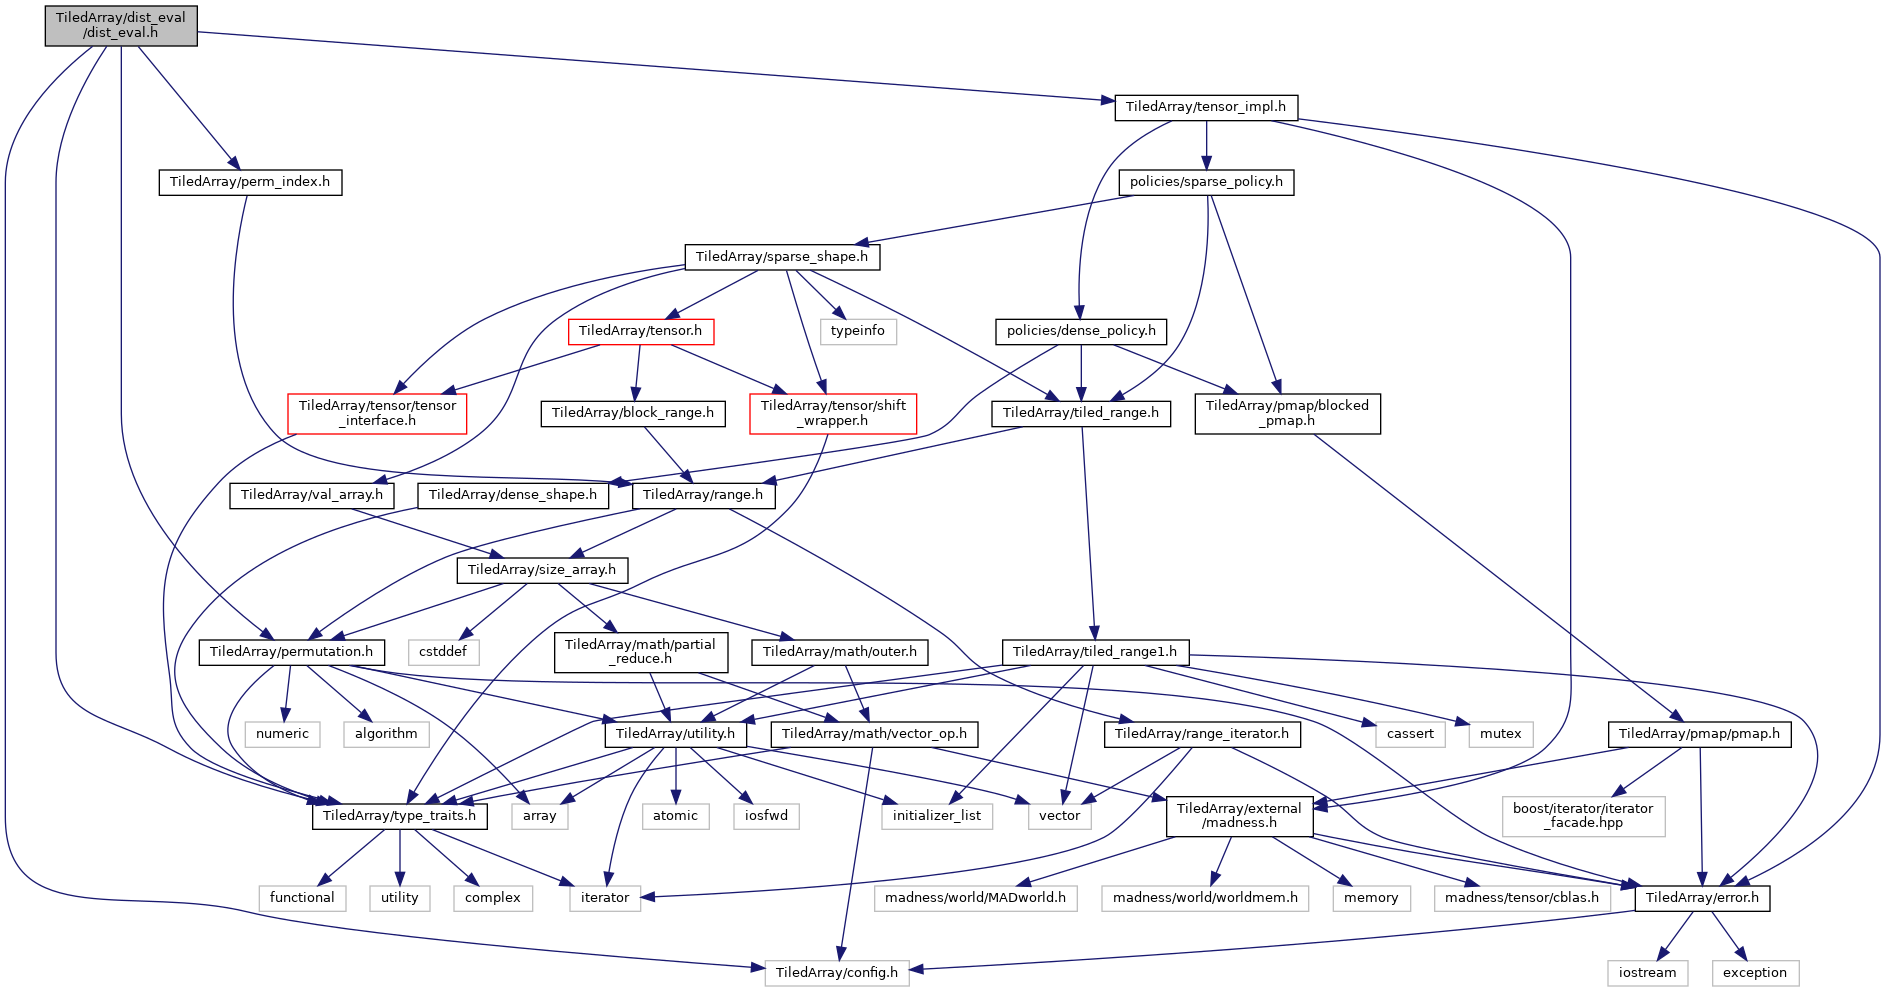 TiledArray/dist_eval
/dist_eval.h
TiledArray/tensor_impl.h
TiledArray/perm_index.h
policies/sparse_policy.h
TiledArray/sparse_shape.h
TiledArray/tensor.h
typeinfo
policies/dense_policy.h
TiledArray/tensor/tensor
_interface.h
TiledArray/block_range.h
TiledArray/tensor/shift
_wrapper.h
TiledArray/tiled_range.h
TiledArray/pmap/blocked
_pmap.h
TiledArray/val_array.h
TiledArray/dense_shape.h
TiledArray/range.h
TiledArray/size_array.h
TiledArray/permutation.h
cstddef
TiledArray/math/partial
_reduce.h
TiledArray/math/outer.h
TiledArray/tiled_range1.h
numeric
algorithm
TiledArray/utility.h
TiledArray/math/vector_op.h
TiledArray/range_iterator.h
cassert
mutex
TiledArray/pmap/pmap.h
TiledArray/type_traits.h
array
atomic
iosfwd
initializer_list
vector
TiledArray/external
/madness.h
boost/iterator/iterator
_facade.hpp
functional
utility
complex
iterator
madness/world/MADworld.h
madness/world/worldmem.h
memory
madness/tensor/cblas.h
TiledArray/error.h
TiledArray/config.h
iostream
exception